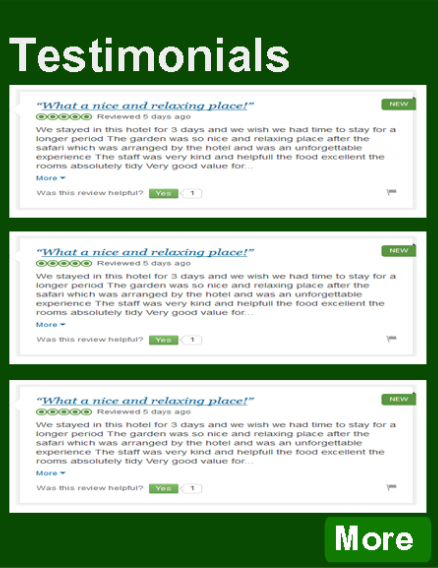 Testimonials
“What a nice and relaxing place!”
NEW
Reviewed 5 days ago
We stayed in this hotel for 3 days and we wish we had time to stay for a
longer period The garden was so nice and relaxing place after the
safari which was arranged by the hotel and was an unforgettable
experience The staff was very kind and helpfull the food excellent the
rooms absolutely tidy Very good value for...
More
Was this review helpful? Yes 1
“What a nice and relaxing place!”
NEW
Reviewed 5 days ago
We stayed in this hotel for 3 days and we wish we had time to stay for a
longer period The garden was so nice and relaxing place after the
safari which was arranged by the hotel and was an unforgettable
experience The staff was very kind and helpfull the food excellent the
rooms absolutely tidy Very good value for...
More
Was this review helpful? Yes 1
“What a nice and relaxing place!”
NEW
Reviewed 5 days ago
We stayed in this hotel for 3 days and we wish we had time to stay for a
longer period The garden was so nice and relaxing place after the
safari which was arranged by the hotel and was an unforgettable
experience The staff was very kind and helpfull the food excellent the
rooms absolutely tidy Very good value for...
More
Was this review helpful? Yes 1
More